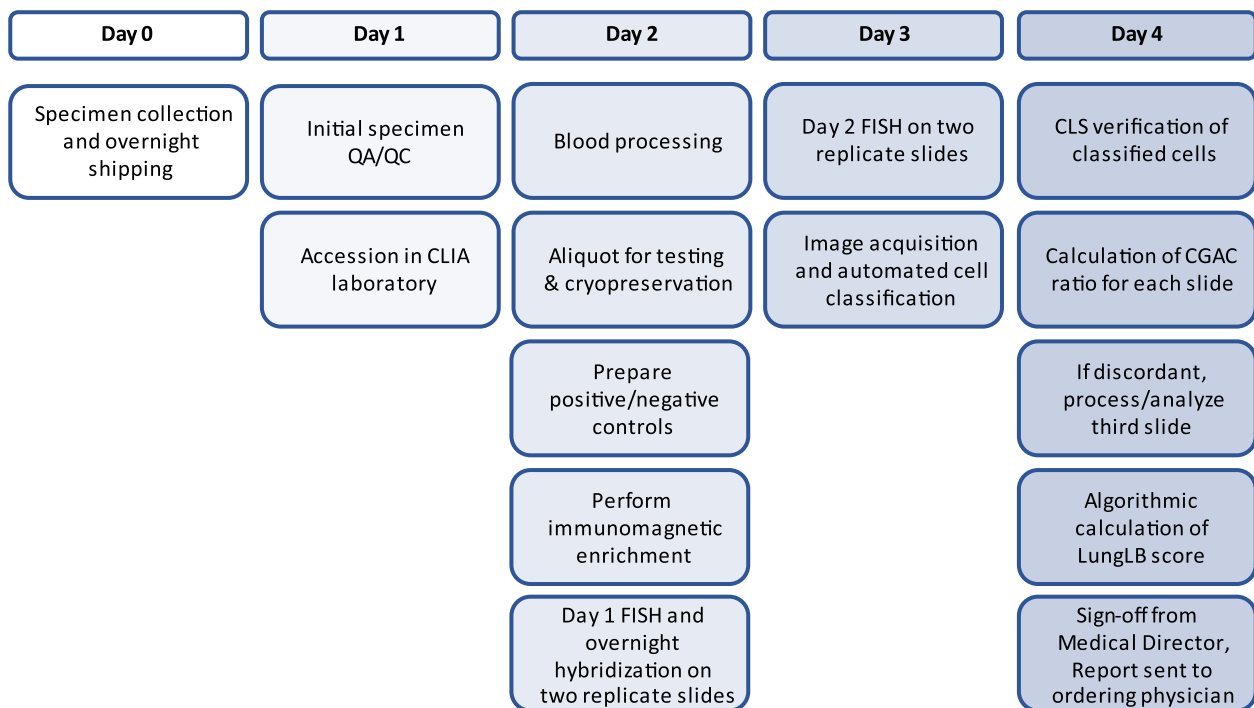 Day 0
Day 1
Day 2
Day 3
Day 4
Specimen collection
and overnight
shipping
Initial specimen
QA/QC
Blood processing
Day 2 FISH on two
replicate slides
CLS verification of
classified cells
Accession in CLIA
laboratory
Aliquot for testing
& cryopreservation
Image acquisition
and automated cell
classification
Calculation of CGAC
ratio for each slide
Prepare
positive/negative
controls
If discordant,
process/analyze
third slide
Perform
immunomagnetic
enrichment
Algorithmic
calculation of
LungLB score
Day 1 FISH and
overnight
hybridization on
two replicate slides
Sign-off from
Medical Director,
Report sent to
ordering physician